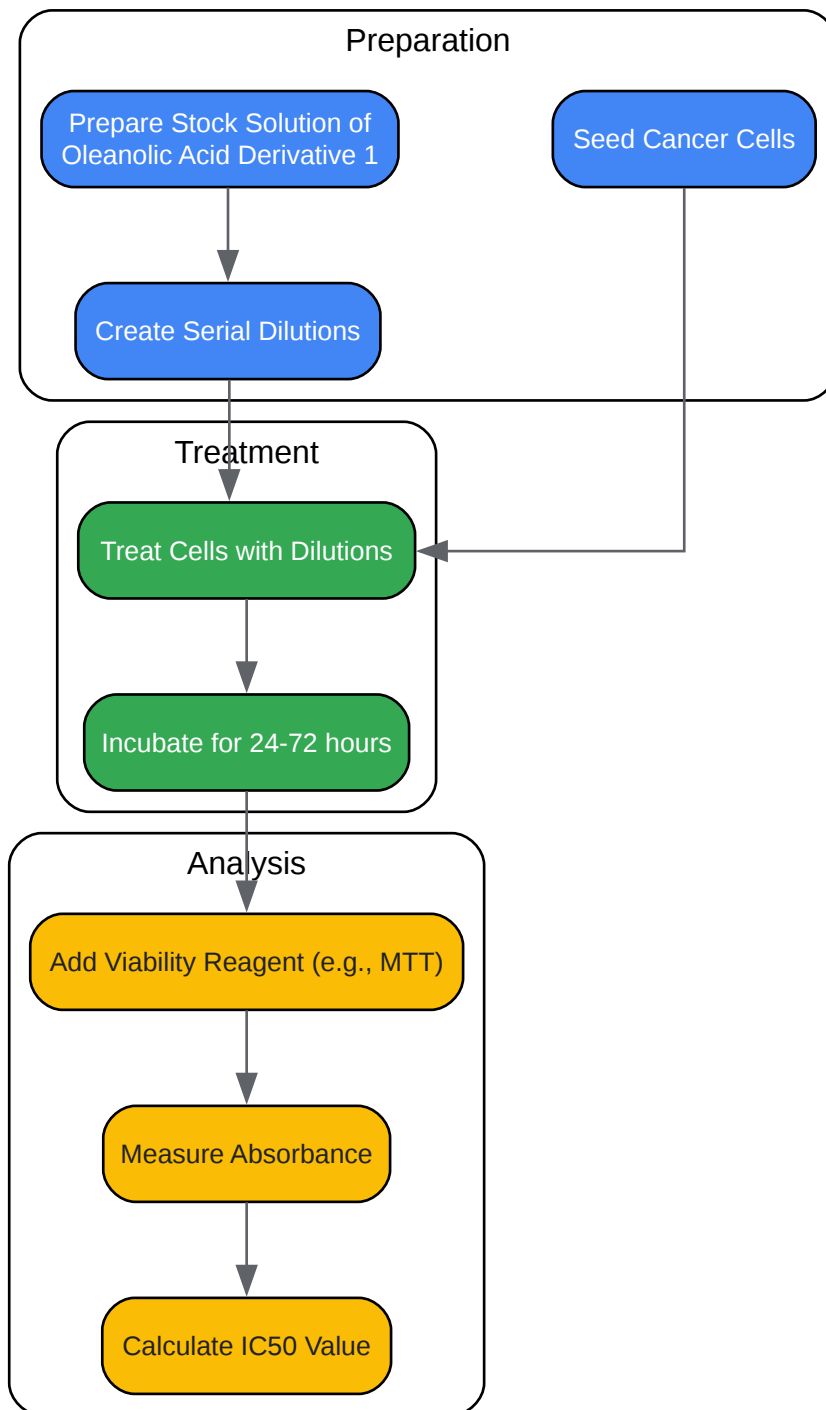 Preparation
Prepare Stock Solution of
Oleanolic Acid Derivative 1
Seed Cancer Cells
Create Serial Dilutions
Treatment
Treat Cells with Dilutions
Incubate for 24-72 hours
Analysis
Add Viability Reagent (e.g., MTT)
Measure Absorbance
Calculate IC50 Value